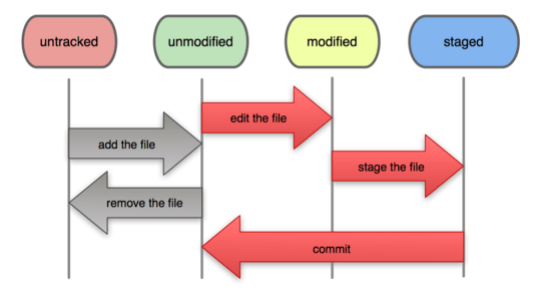 untracked
unmodified
modified
staged
edit the file
add the file
stage the file
remove the file
commit